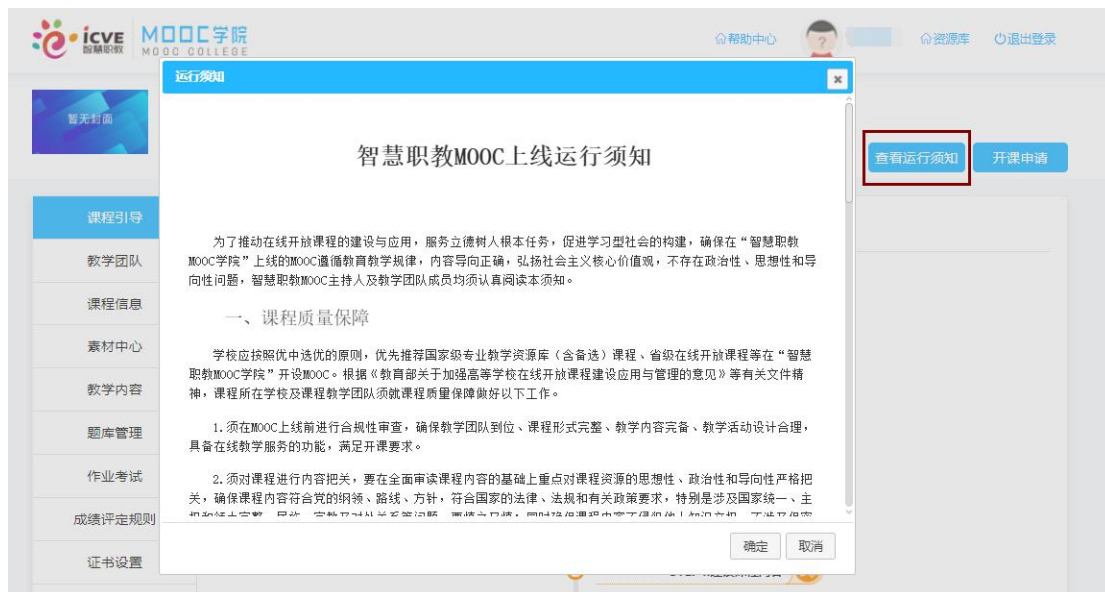 icve MOOC学院
智慧职教 MOOC COLLEGE
帮助中心 资源库 退出登录
运行须知
暂无封面
智慧职教MOOC上线运行须知
查看运行须知 开课申请
为了推动在线开放课程的建设与应用，服务立德树人根本任务，促进学习型社会的构建，确保在“智慧职教
MOOC学院”上线的MOOC遵循教育教学规律，内容导向正确，弘扬社会主义核心价值观，不存在政治性、思想性和导
向性问题，智慧职教MOOC主持人及教学团队成员均须认真阅读本须知。
一、课程质量保障
学校应按照优中选优的原则，优先推荐国家级专业教学资源库（含备选）课程、省级在线开放课程等在“智慧
职教MOOC学院”开设MOOC。根据《教育部关于加强高等学校在线开放课程建设应用与管理的意见》等有关文件精
神，课程所在学校及课程教学团队须就课程质量保障做好以下工作。
1.须在MOOC上线前进行合规性审查，确保教学团队到位、课程形式完整、教学内容完备、教学活动设计合理，
具备在线教学服务的功能，满足开课要求。
2.须对课程进行内容把关，要在全面审读课程内容的基础上重点对课程资源的思想性、政治性和导向性严格把
关，确保课程内容符合党的纲领、路线、方针，符合国家的法律、法规和有关政策要求，特别是涉及国家统一、主
确定 取消
课程引导
教学团队
课程信息
素材中心
教学内容
题库管理
作业考试
成绩评定规则
证书设置